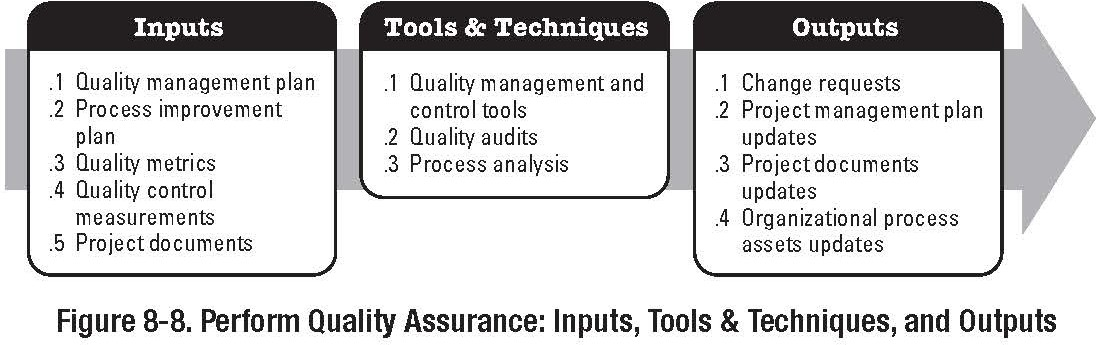 Inputs
.1 Quality management plan
.2 Process improvement
plan
.3 Quality metrics
.4 Quality control
measurements
.5 Project documents
Tools & Techniques
.1 Quality management and
control tools
.2 Quality audits
.3 Process analysis
Outputs
.1 Change requests
.2 Project management plan
updates
.3 Project documents
updates
.4 Organizational process
assets updates
Figure 8-8. Perform Quality Assurance: Inputs, Tools & Techniques, and Outputs